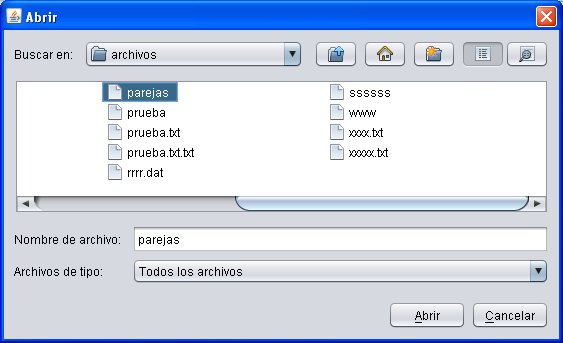 Abrir
Buscar en: archivos
parejas
prueba
prueba.txt
prueba.txt.txt
rrrr.dat
ssssss
www
xxxx.txt
xxxxx.txt
Nombre de archivo: parejas
Archivos de tipo: Todos los archivos
Abrir Cancelar